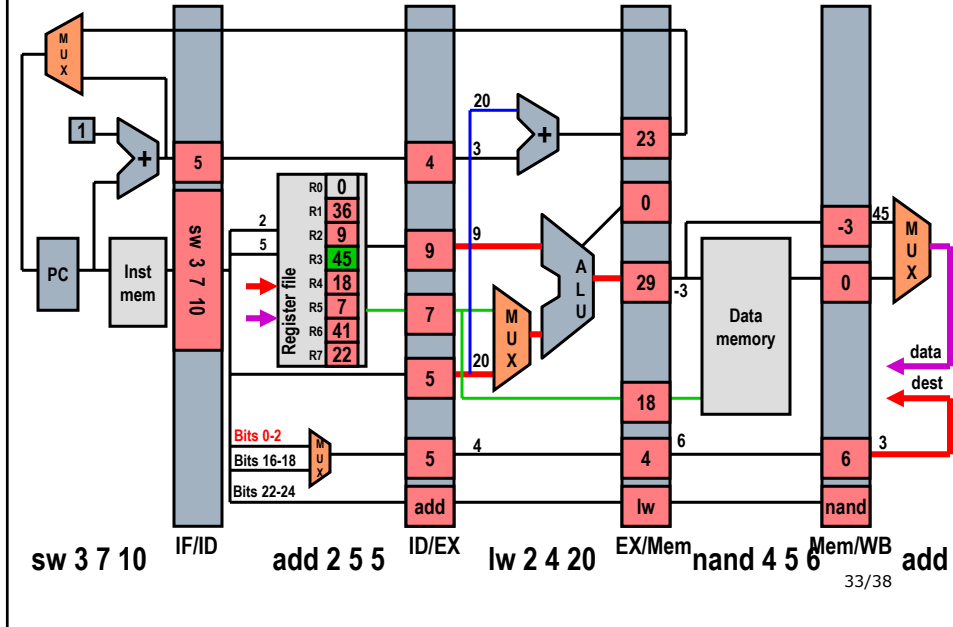 M
U
X
1
+
5
sw 3 7 10
PC
Inst
mem
IF/ID
2
5
Register file
R0 0
R1 36
R2 9
R3 45
R4 18
R5 7
R6 41
R7 22
Bits 0-2
Bits 16-18
Bits 22-24
M
U
X
4
9
7
5
5
add
ID/EX
20
3
+
9
20
4
M
U
X
A
L
U
23
0
29
18
4
lw
EX/Mem
-3
6
Data
memory
-3
0
6
nand
Mem/WB
45
3
M
U
X
data
dest
sw 3 7 10
add 2 5 5
lw 2 4 20
nand 4 5 6
add
33/38